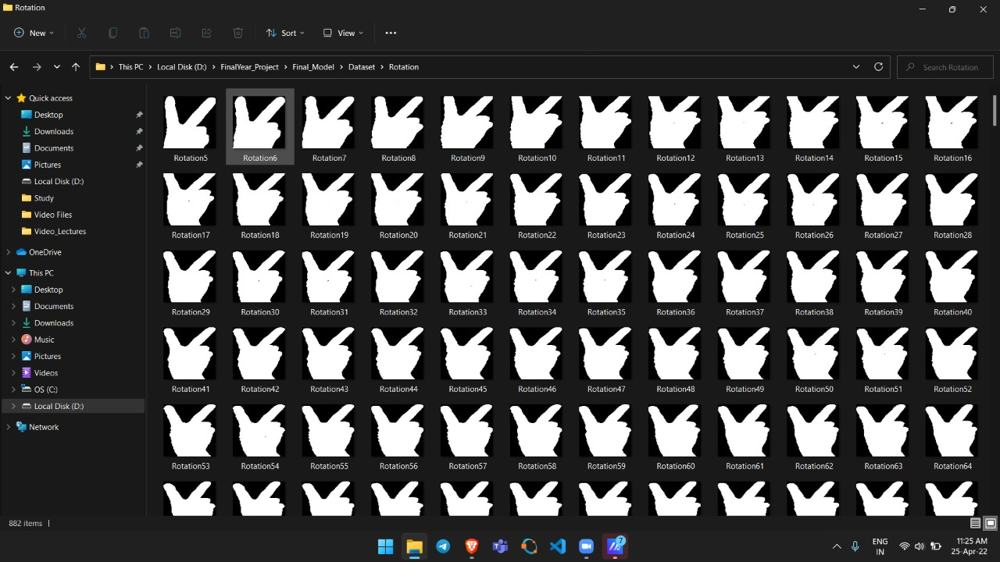 Rotation
New Sort View
This PC Local Disk (D:) FinalYear_Project Final_Model Dataset Rotation Search Rotation
Quick access
Desktop
Downloads
Documents
Pictures
Local Disk (D:)
Study
Video Files
Video_Lectures
OneDrive
This PC
Desktop
Documents
Downloads
Music
Pictures
Videos
OS (C:)
Local Disk (D:)
Network
Rotation5 Rotation6 Rotation7 Rotation8 Rotation9 Rotation10 Rotation11 Rotation12 Rotation13 Rotation14 Rotation15 Rotation16
Rotation17 Rotation18 Rotation19 Rotation20 Rotation21 Rotation22 Rotation23 Rotation24 Rotation25 Rotation26 Rotation27 Rotation28
Rotation29 Rotation30 Rotation31 Rotation32 Rotation33 Rotation34 Rotation35 Rotation36 Rotation37 Rotation38 Rotation39 Rotation40
Rotation41 Rotation42 Rotation43 Rotation44 Rotation45 Rotation46 Rotation47 Rotation48 Rotation49 Rotation50 Rotation51 Rotation52
Rotation53 Rotation54 Rotation55 Rotation56 Rotation57 Rotation58 Rotation59 Rotation60 Rotation61 Rotation62 Rotation63 Rotation64
882 items
7
ENG
IN
11:25 AM
25-Apr-22